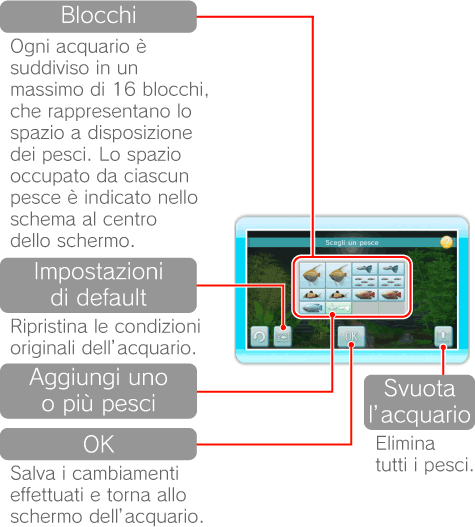 Blocchi
Ogni acquario è
suddiviso in un
massimo di 16 blocchi,
che rappresentano lo
spazio a disposizione
dei pesci. Lo spazio
occupato da ciascun
pesce è indicato nello
schema al centro
dello schermo.
Scegli un pesce
OK
Impostazioni
di default
Ripristina le condizioni
originali dell'acquario.
Aggiungi uno
o più pesci
OK
Salva i cambiamenti
effettuati e torna allo
schermo dell'acquario.
Svuota
l'acquario
Elimina
tutti i pesci.